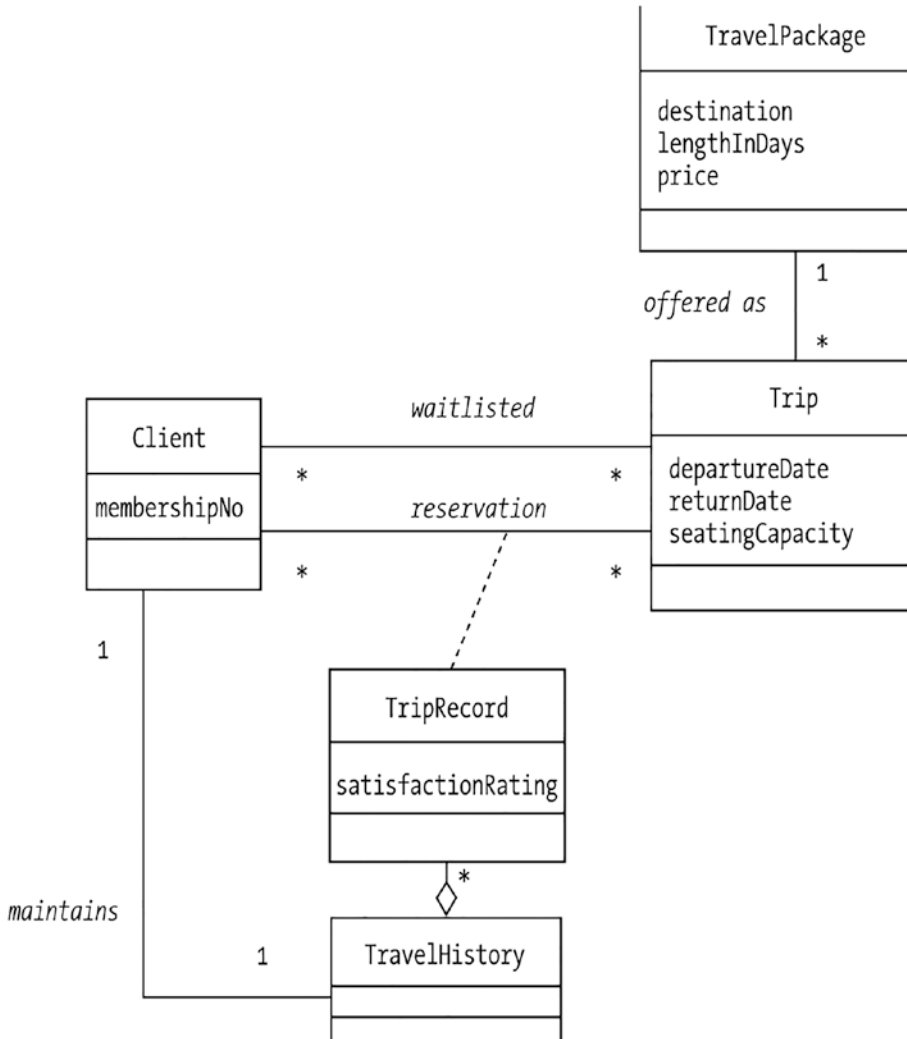 TravelPackage
destination
lengthInDays
price
1
offered as
*
Trip
departureDate
returnDate
seatingCapacity
Client
membershipNo
waitlisted
*
*
reservation
*
*
1
TripRecord
satisfactionRating
*
maintains
1
TravelHistory